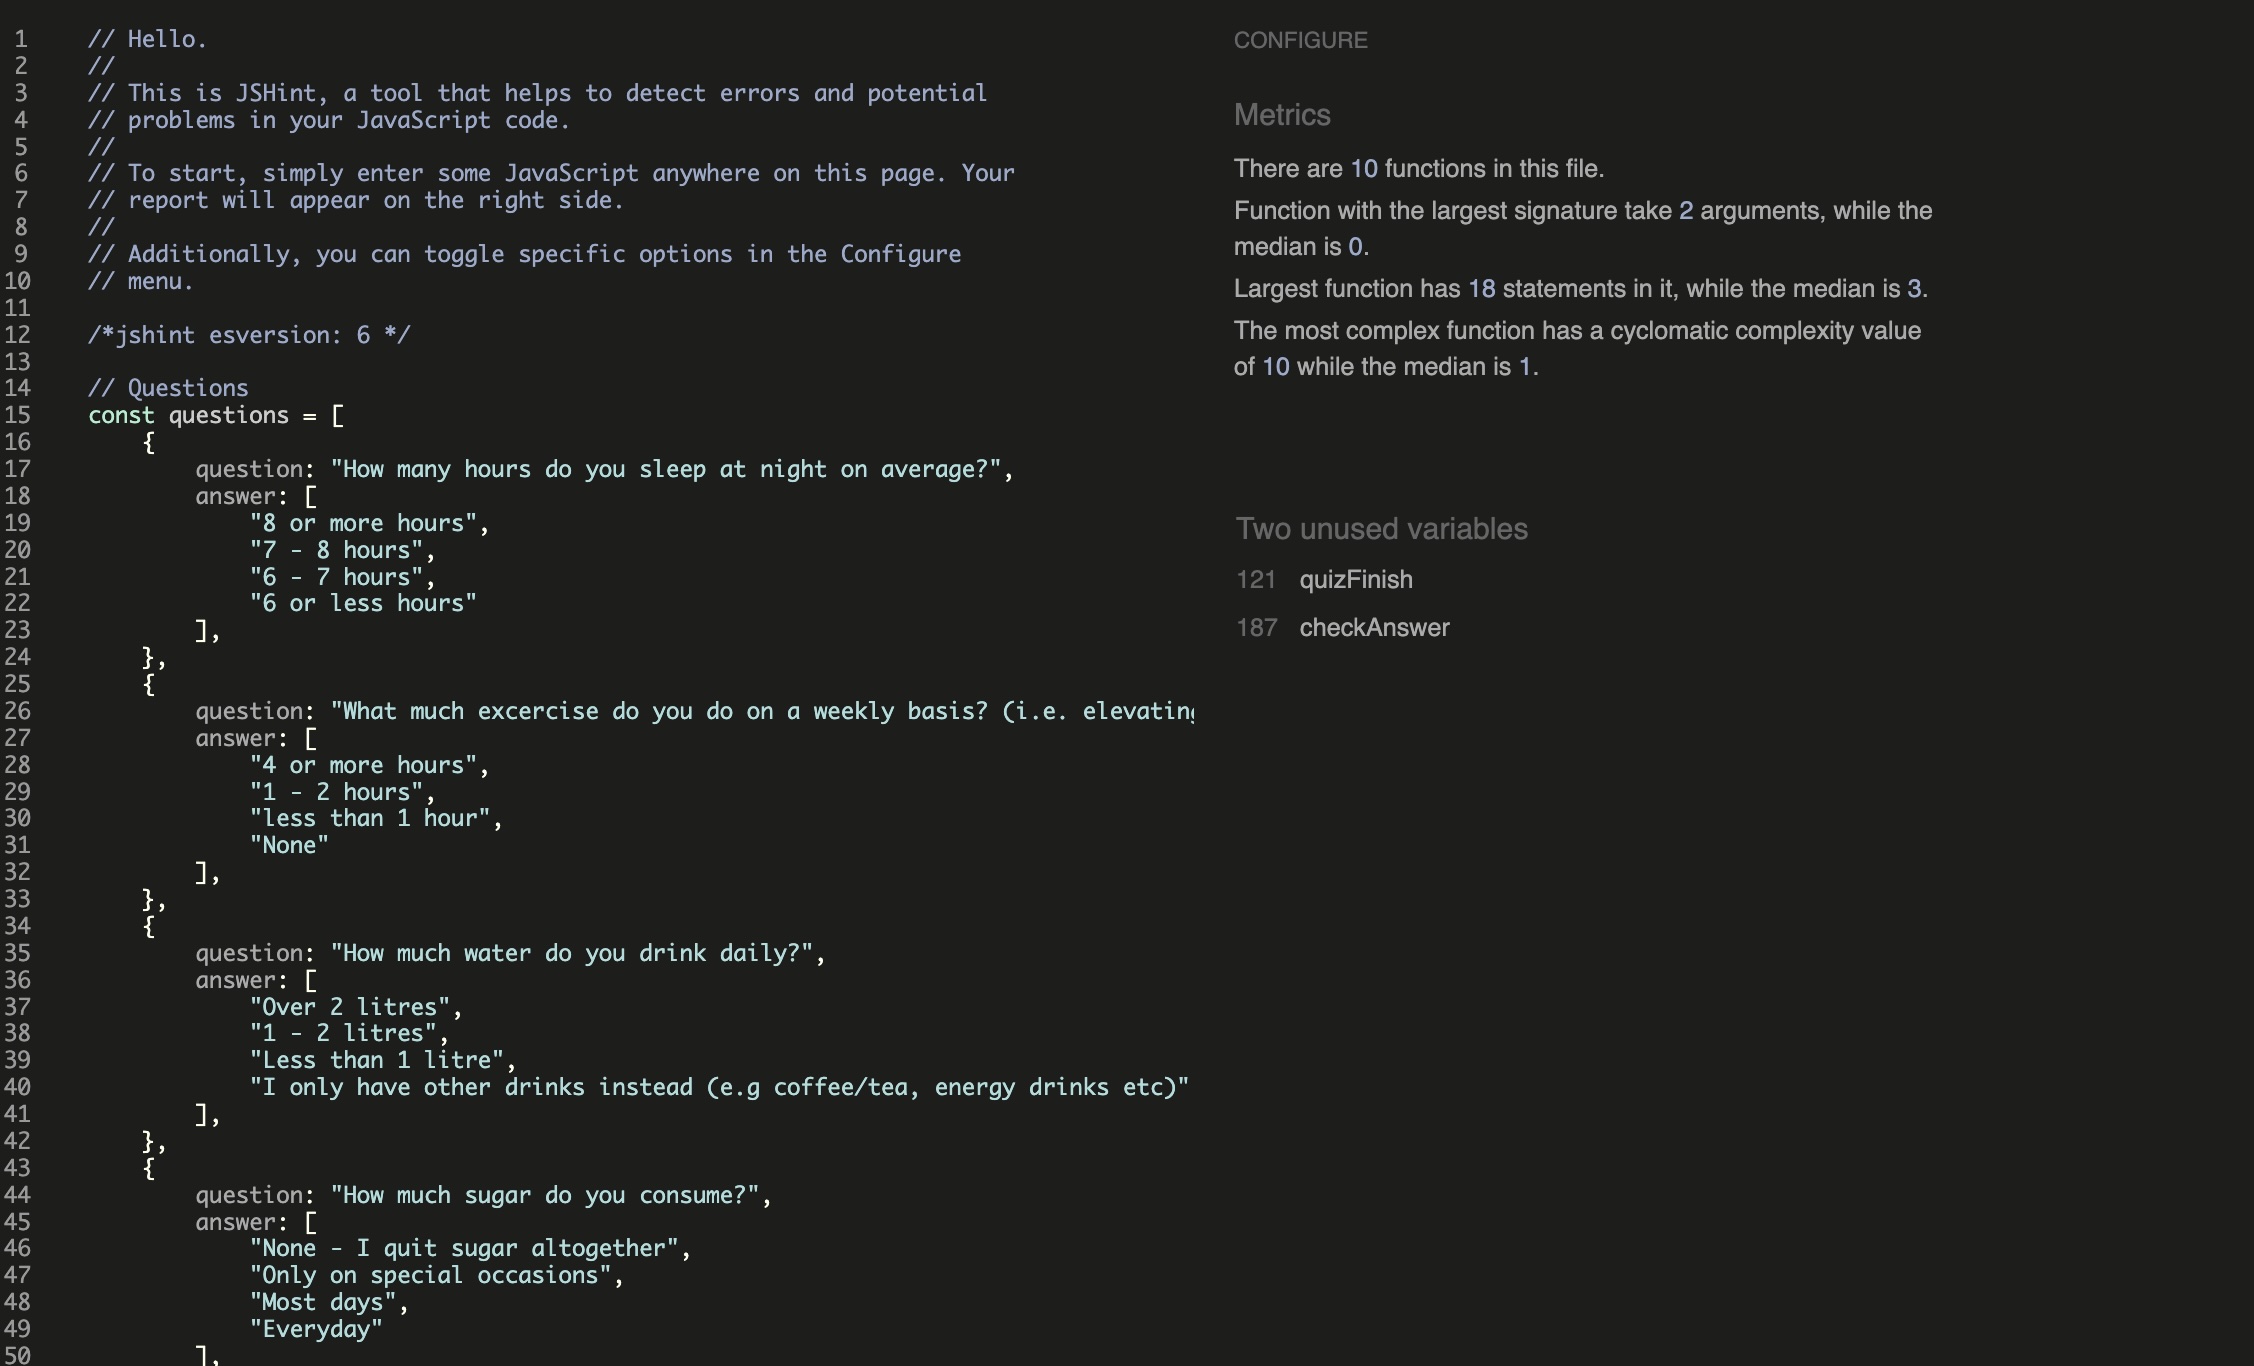 1 // Hello.
2 //
3 // This is JSHint, a tool that helps to detect errors and potential
4 // problems in your JavaScript code.
5 //
6 // To start, simply enter some JavaScript anywhere on this page. Your
7 // report will appear on the right side.
8 //
9 // Additionally, you can toggle specific options in the Configure
10 // menu.
11
12 /*jshint esversion: 6 */
13
14 // Questions
15 const questions = [
16 {
17 question: "How many hours do you sleep at night on average?",
18 answer: [
19 "8 or more hours",
20 "7 - 8 hours",
21 "6 - 7 hours",
22 "6 or less hours"
23 ],
24 },
25 {
26 question: "What much excercise do you do on a weekly basis? (i.e. elevating
27 answer: [
28 "4 or more hours",
29 "1 - 2 hours",
30 "less than 1 hour",
31 "None"
32 ],
33 },
34 {
35 question: "How much water do you drink daily?",
36 answer: [
37 "Over 2 litres",
38 "1 - 2 litres",
39 "Less than 1 litre",
40 "I only have other drinks instead (e.g coffee/tea, energy drinks etc)"
41 ],
42 },
43 {
44 question: "How much sugar do you consume?",
45 answer: [
46 "None - I quit sugar altogether",
47 "Only on special occasions",
48 "Most days",
49 "Everyday"
50 ],
CONFIGURE
Metrics
There are 10 functions in this file.
Function with the largest signature take 2 arguments, while the
median is 0.
Largest function has 18 statements in it, while the median is 3.
The most complex function has a cyclomatic complexity value
of 10 while the median is 1.
Two unused variables
121 quizFinish
187 checkAnswer